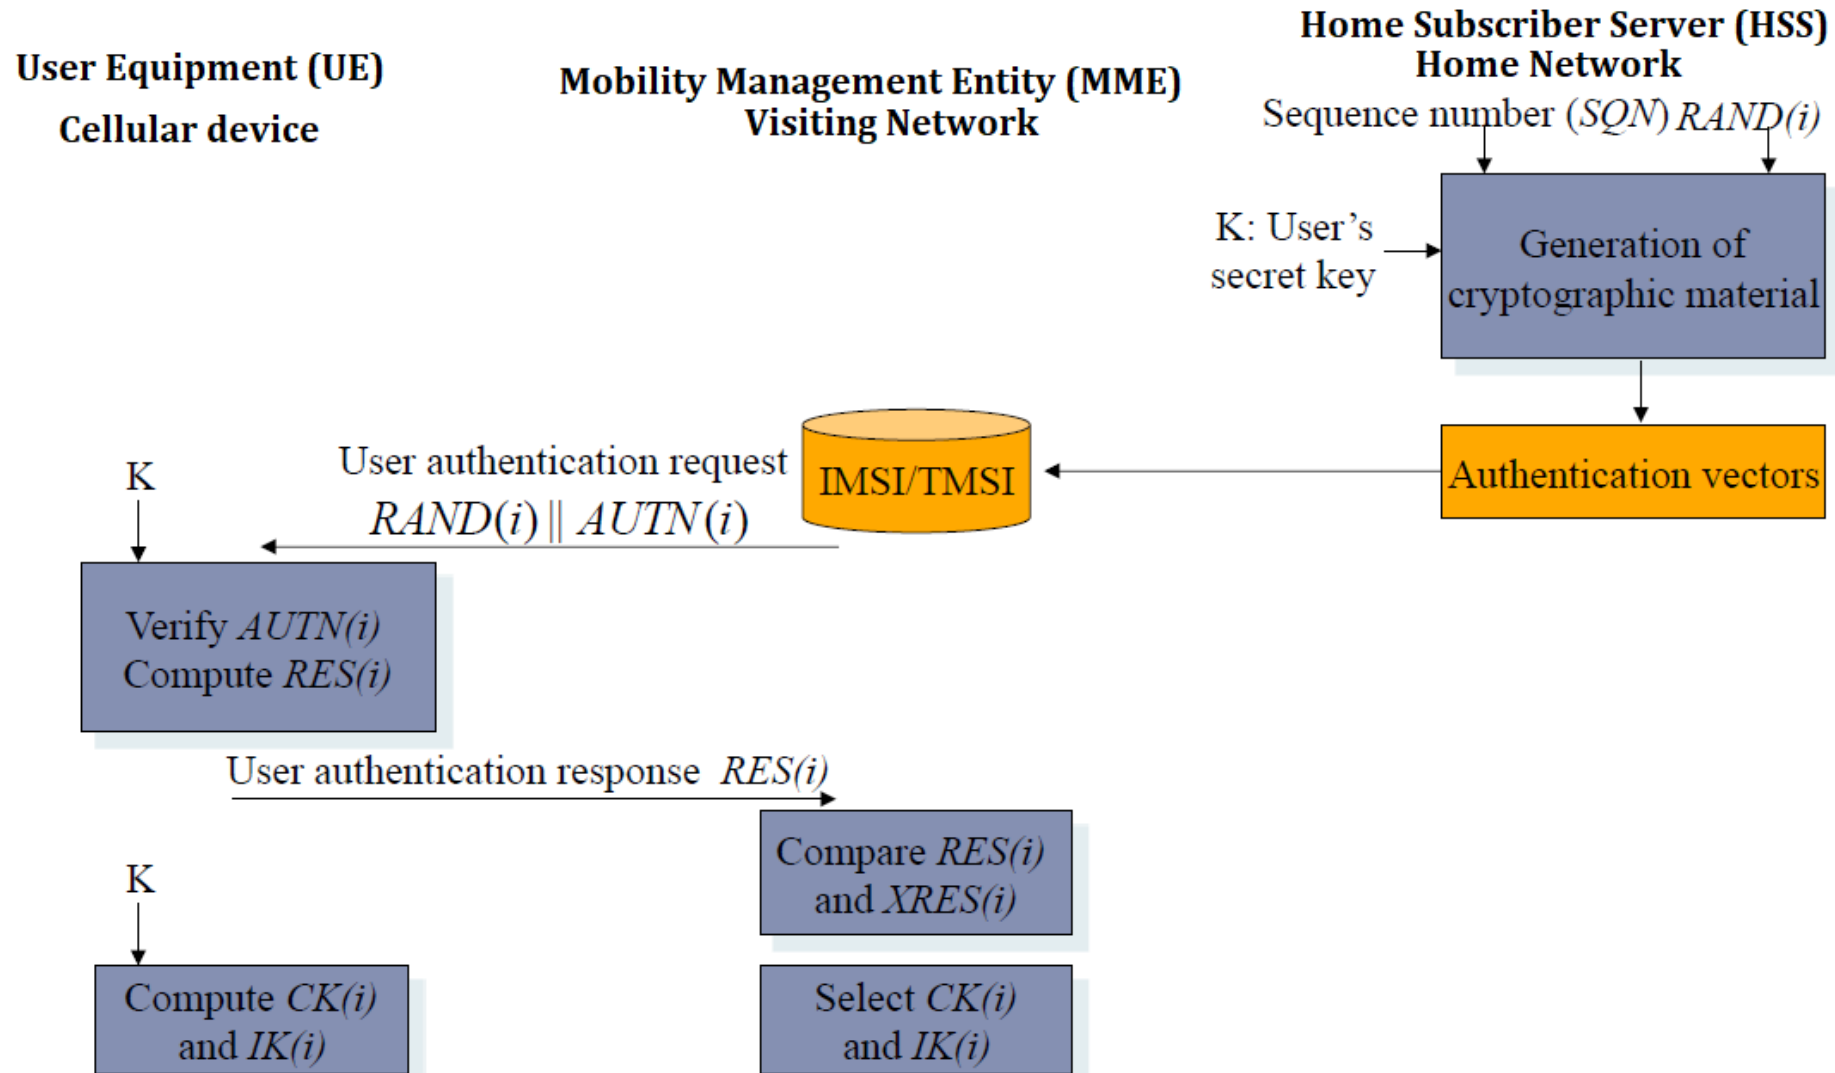 User Equipment (UE)
Cellular device
Mobility Management Entity (MME)
Visiting Network
Home Subscriber Server (HSS)
Home Network
Sequence number (SQN) RAND(i)
K: User's
secret key
Generation of
cryptographic material
Authentication vectors
IMSI/TMSI
User authentication request
RAND(i) || AUTN(i)
K
Verify AUTN(i)
Compute RES(i)
User authentication response RES(i)
Compare RES(i)
and XRES(i)
K
Compute CK(i)
and IK(i)
Select CK(i)
and IK(i)